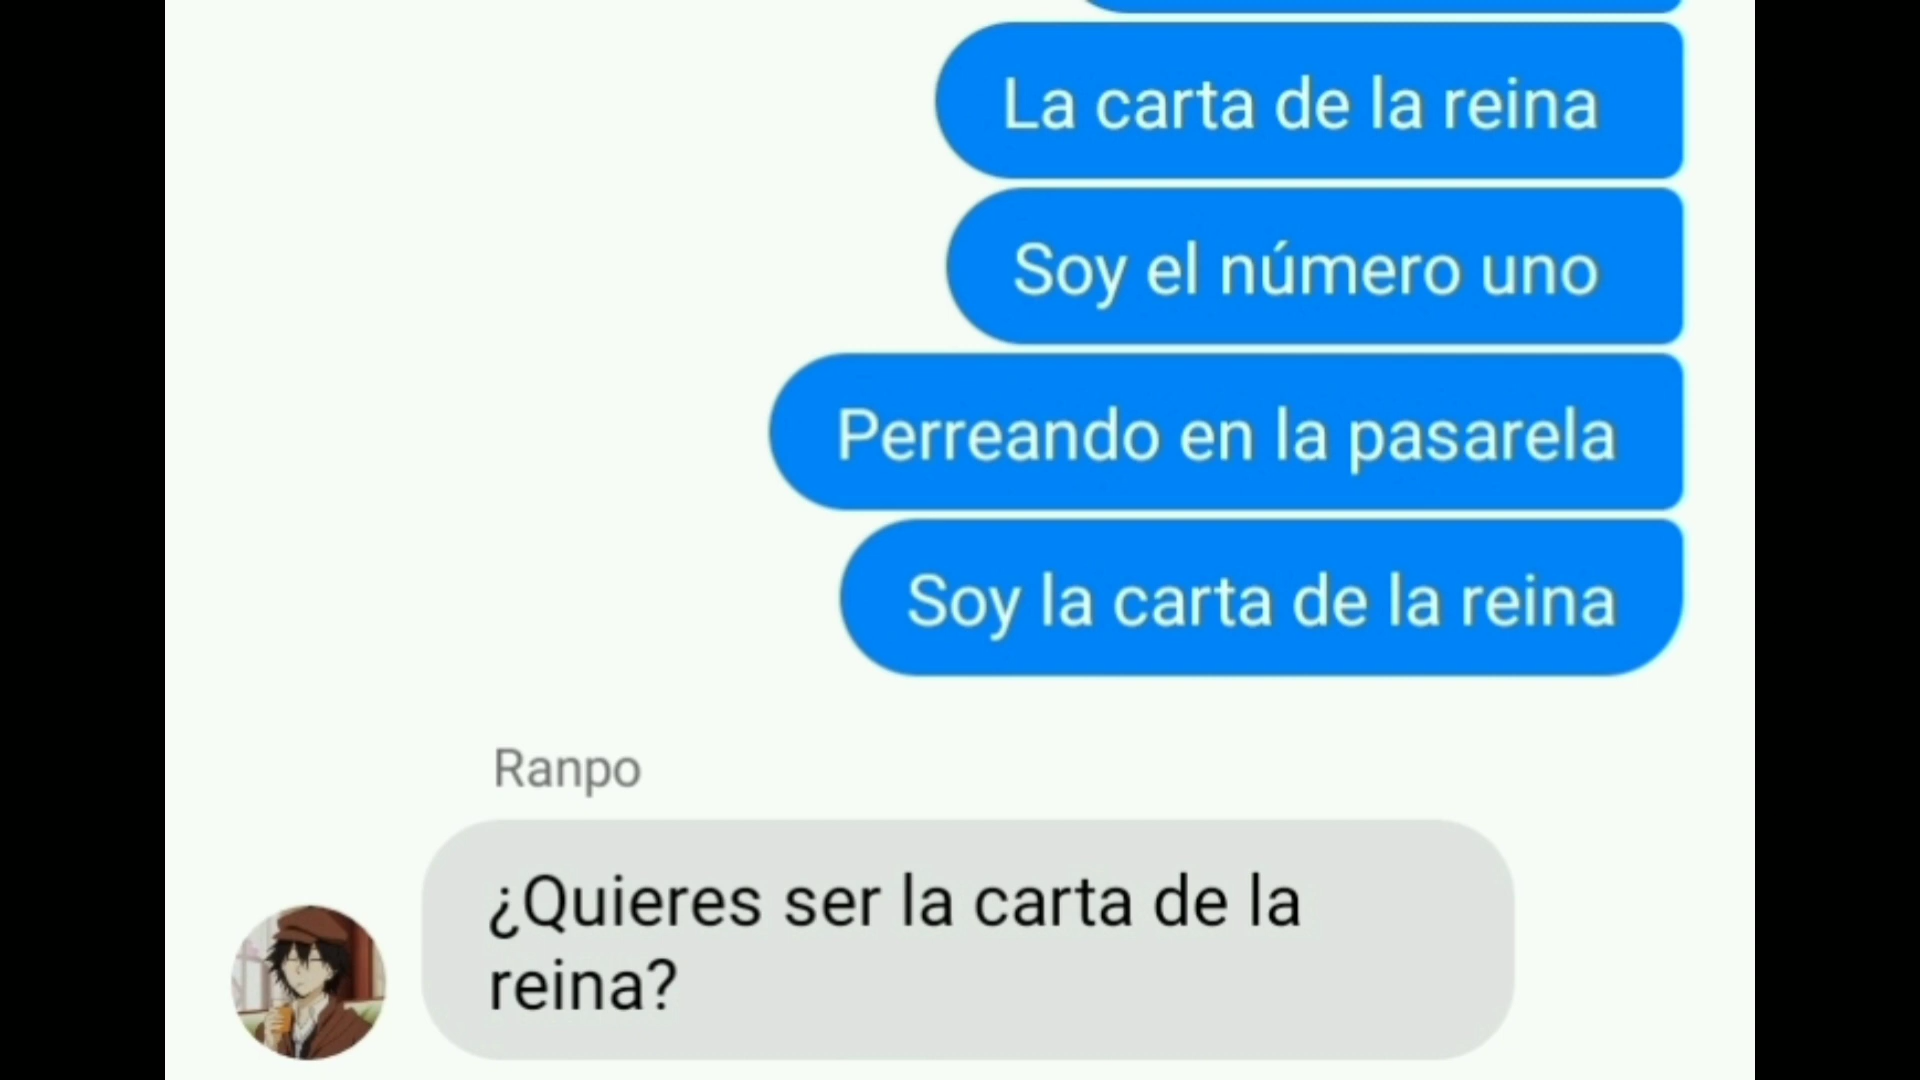 La carta de la reina
Soy el número uno
Perreando en la pasarela
Soy la carta de la reina
Ranpo
¿Quieres ser la carta de la
reina?